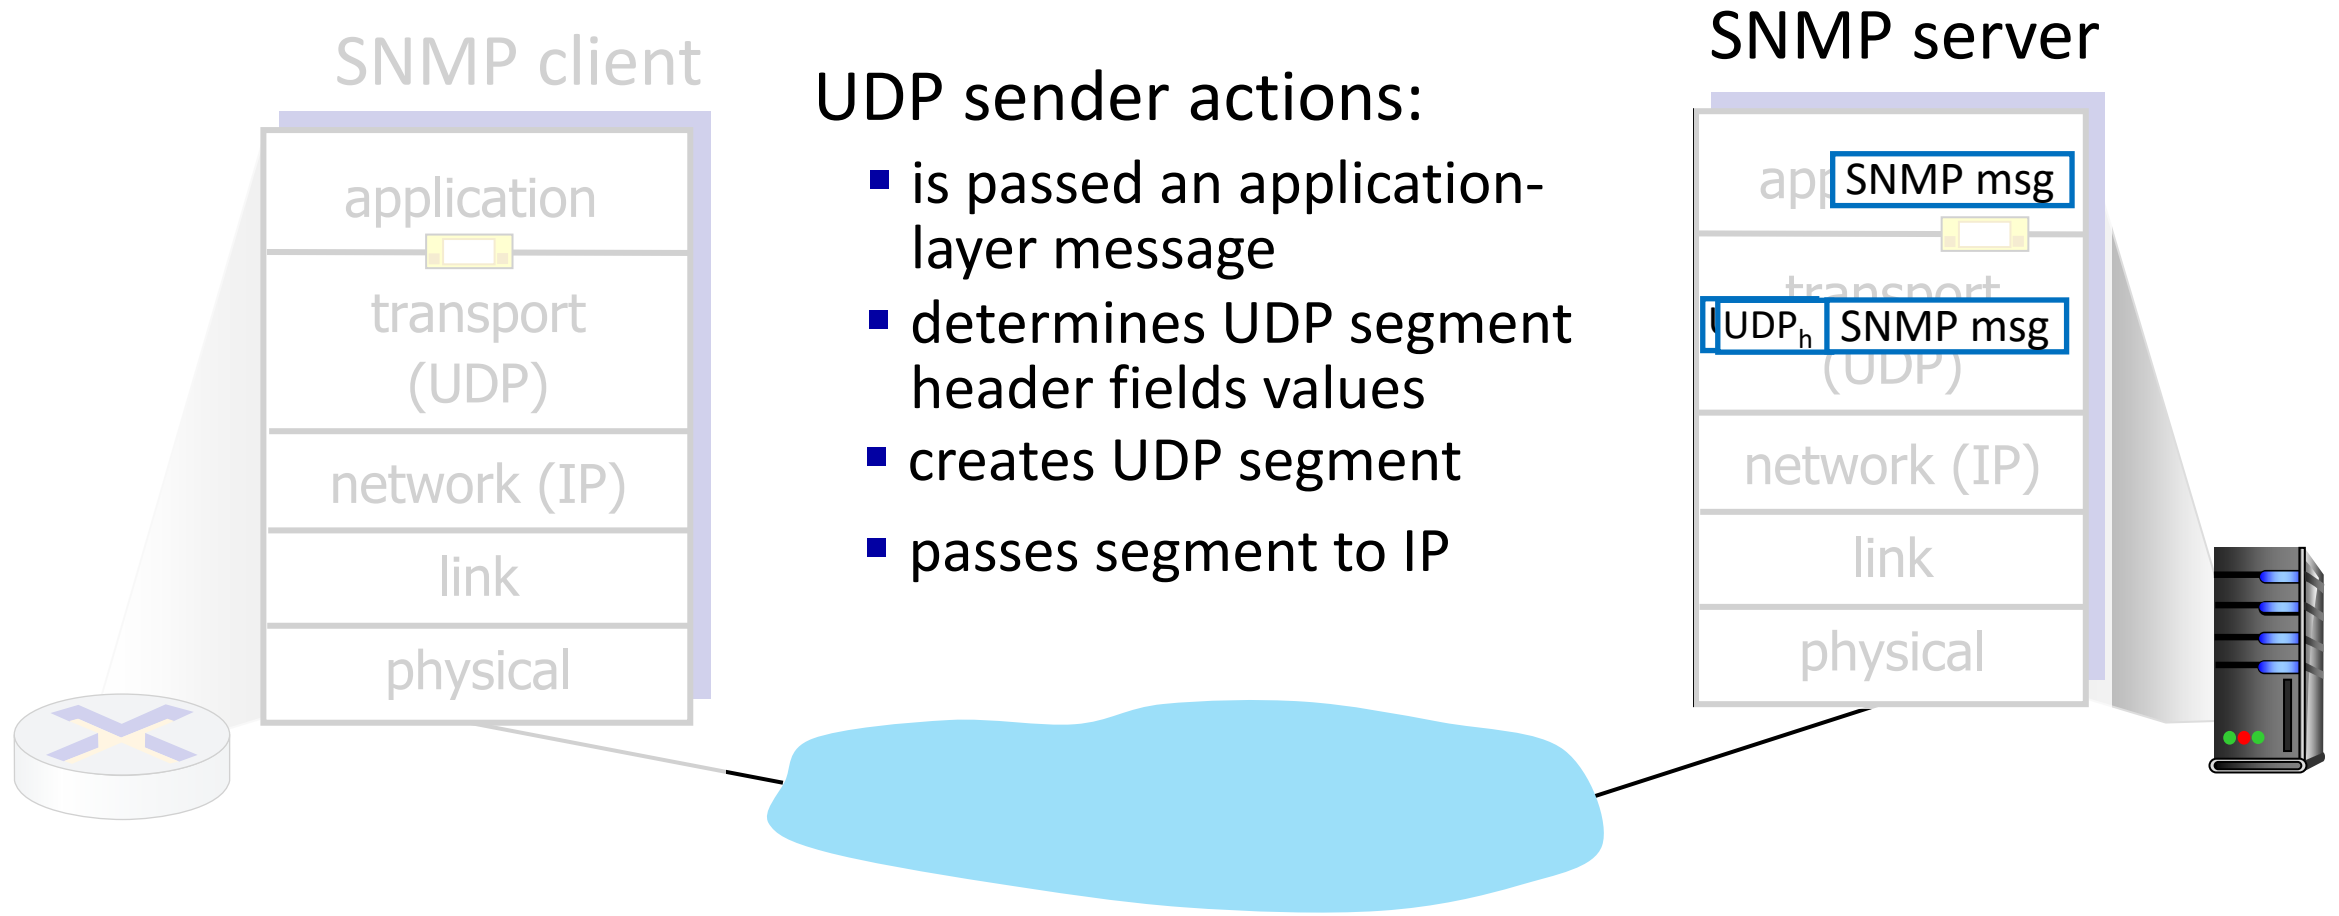 SNMP client
application
transport
(UDP)
network (IP)
link
physical
UDP sender actions:
is passed an application-
layer message
determines UDP segment
header fields values
creates UDP segment
passes segment to IP
SNMP server
SNMP msg
transport
UDPh SNMP msg
(UDP)
network (IP)
link
physical